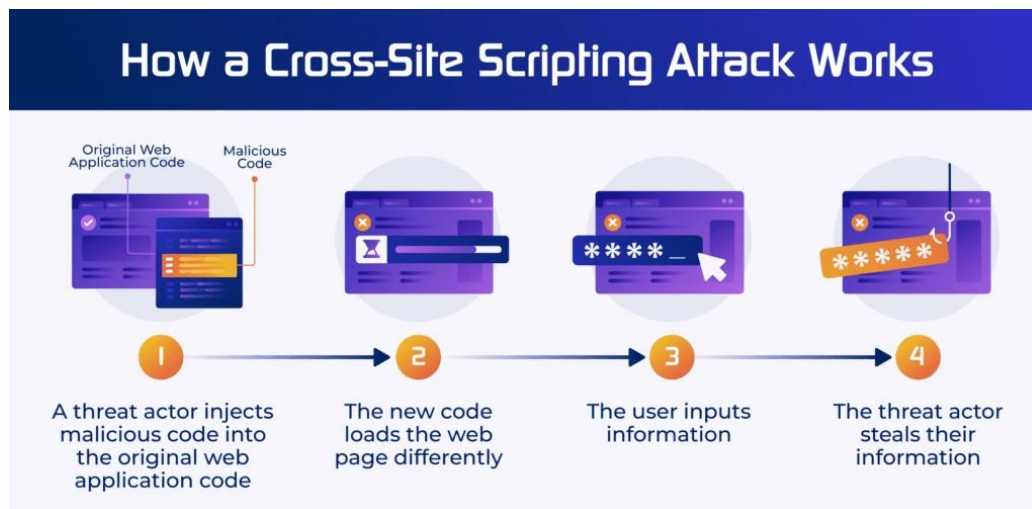 How a Cross-Site Scripting Attack Works
Original Web
Application Code
Malicious
Code
****_
*****
1
2
3
4
A threat actor injects
malicious code into
the original web
application code
The new code
loads the web
page differently
The user inputs
information
The threat actor
steals their
information